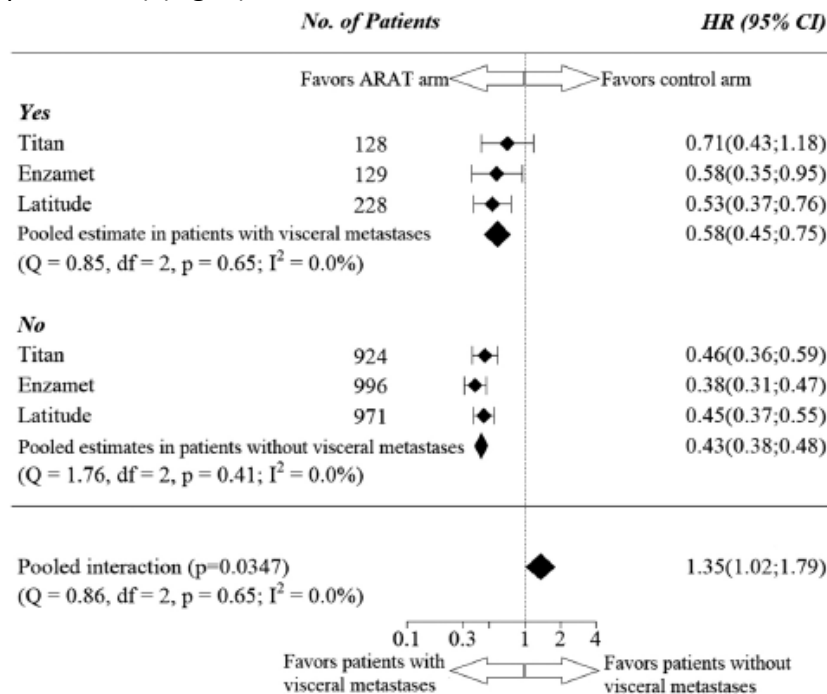 No. of Patients HR (95% CI)
Favors ARAT arm Favors control arm
Yes
Titan 128 0.71(0.43;1.18)
Enzamet 129 0.58(0.35;0.95)
Latitude 228 0.53(0.37;0.76)
Pooled estimate in patients with visceral metastases 0.58(0.45;0.75)
(Q = 0.85, df = 2, p = 0.65; I² = 0.0%)
No
Titan 924 0.46(0.36;0.59)
Enzamet 996 0.38(0.31;0.47)
Latitude 971 0.45(0.37;0.55)
Pooled estimates in patients without visceral metastases 0.43(0.38;0.48)
(Q = 1.76, df = 2, p = 0.41; I² = 0.0%)
Pooled interaction (p=0.0347) 1.35(1.02;1.79)
(Q = 0.86, df = 2, p = 0.65; I² = 0.0%)
0.1 0.3 1 2 4
Favors patients with Favors patients without
visceral metastases visceral metastases